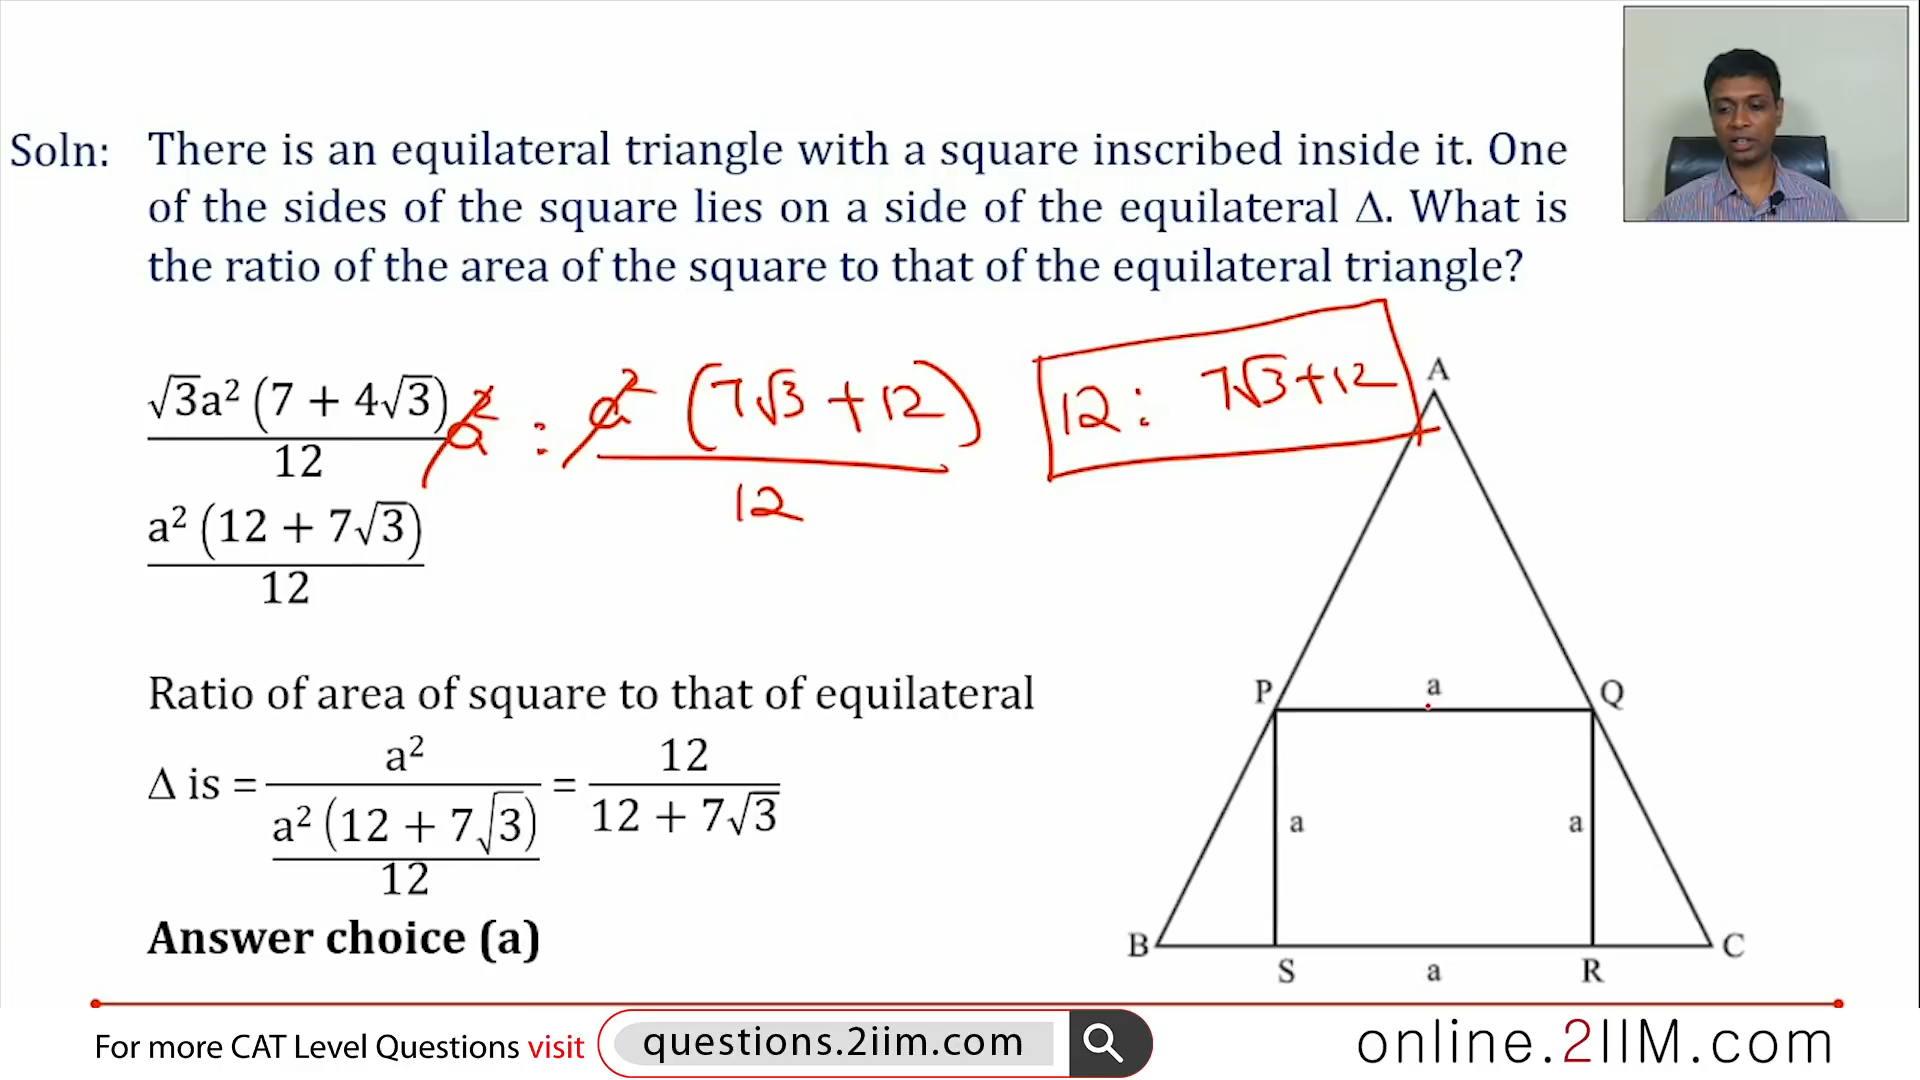 Soln: There is an equilateral triangle with a square inscribed inside it. One
of the sides of the square lies on a side of the equilateral Δ. What is
the ratio of the area of the square to that of the equilateral triangle?
√3a² (7 + 4√3)
12
a² : a² (7√3 + 12)
12
12 : 7√3 + 12
a² (12 + 7√3)
12
Ratio of area of square to that of equilateral
Δ is = a² / (a² (12 + 7√3) / 12) = 12 / (12 + 7√3)
Answer choice (a)
A
P a Q
a a
B C
S a R
For more CAT Level Questions visit questions.2iim.com
online.2IIM.com